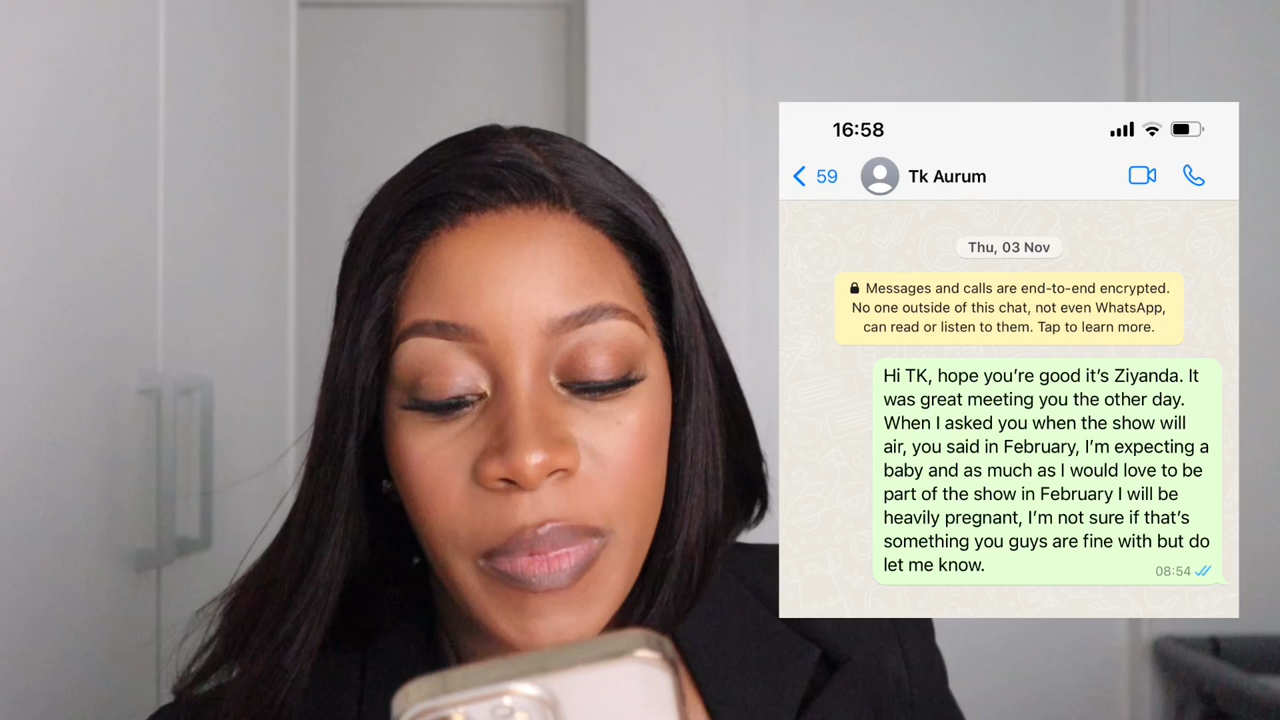 16:58
59
Tk Aurum
Thu, 03 Nov
Messages and calls are end-to-end encrypted.
No one outside of this chat, not even WhatsApp,
can read or listen to them. Tap to learn more.
Hi TK, hope you’re good it’s Ziyanda. It
was great meeting you the other day.
When I asked you when the show will
air, you said in February, I’m expecting a
baby and as much as I would love to be
part of the show in February I will be
heavily pregnant, I’m not sure if that’s
something you guys are fine with but do
let me know.
08:54